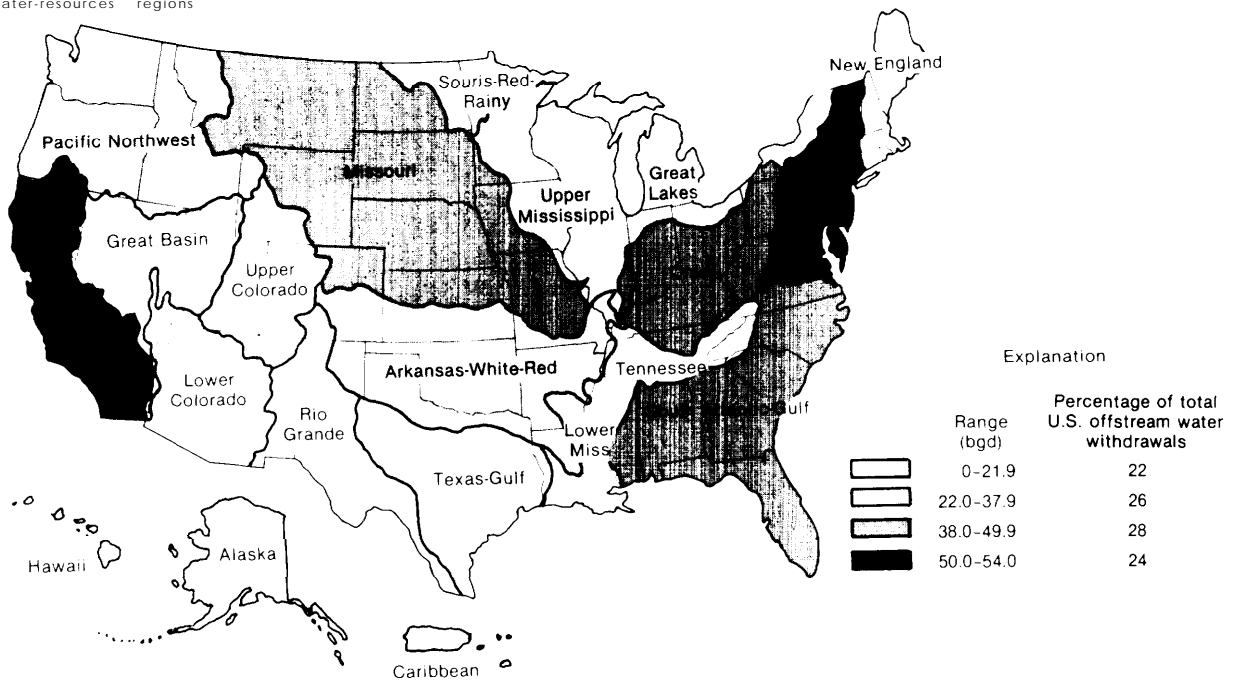 ater-resources regions
New England
Souris-Red-
Rainy
Pacific Northwest
Missouri
Great
Lakes
Upper
Mississippi
Great Basin
Upper
Colorado
Explanation
Arkansas-White-Red
Tennessee
Lower
Colorado
Rio
Grande
Gulf
Lower
Miss
Texas-Gulf
Range
(bgd)
Percentage of total
U.S. offstream water
withdrawals
0-21.9 22
22.0-37.9 26
38.0-49.9 28
50.0-54.0 24
Hawaii
Alaska
Caribbean